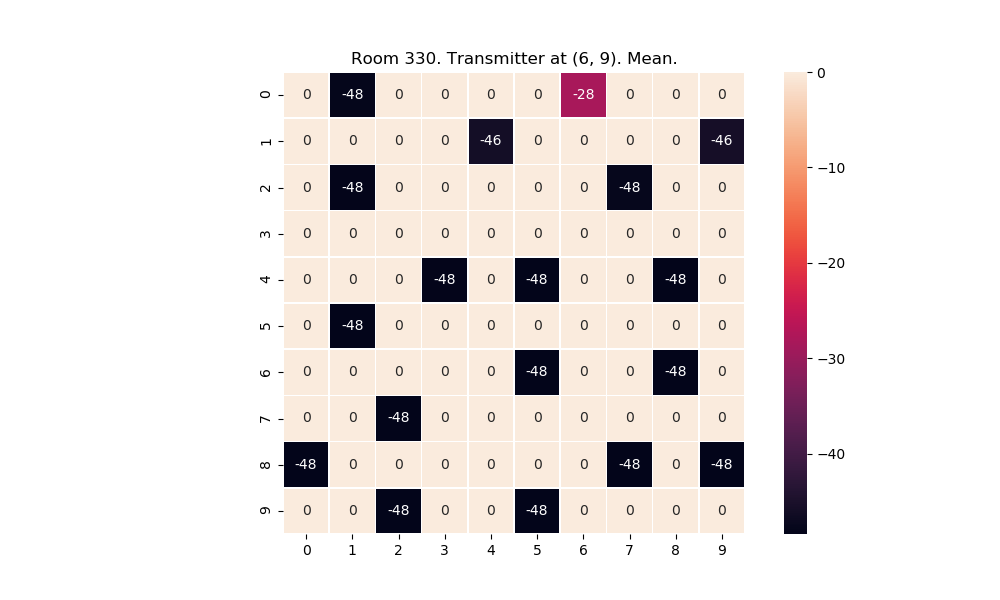 Room 330. Transmitter at (6, 9). Mean.
0 0 -48 0 0 0 0 -28 0 0 0
1 0 0 0 0 -46 0 0 0 0 -46
2 0 -48 0 0 0 0 0 -48 0 0
3 0 0 0 0 0 0 0 0 0 0
4 0 0 0 -48 0 -48 0 0 -48 0
5 0 -48 0 0 0 0 0 0 0 0
6 0 0 0 0 0 -48 0 0 -48 0
7 0 0 -48 0 0 0 0 0 0 0
8 -48 0 0 0 0 0 0 -48 0 -48
9 0 0 -48 0 0 -48 0 0 0 0
0 1 2 3 4 5 6 7 8 9
0
−10
−20
−30
−40